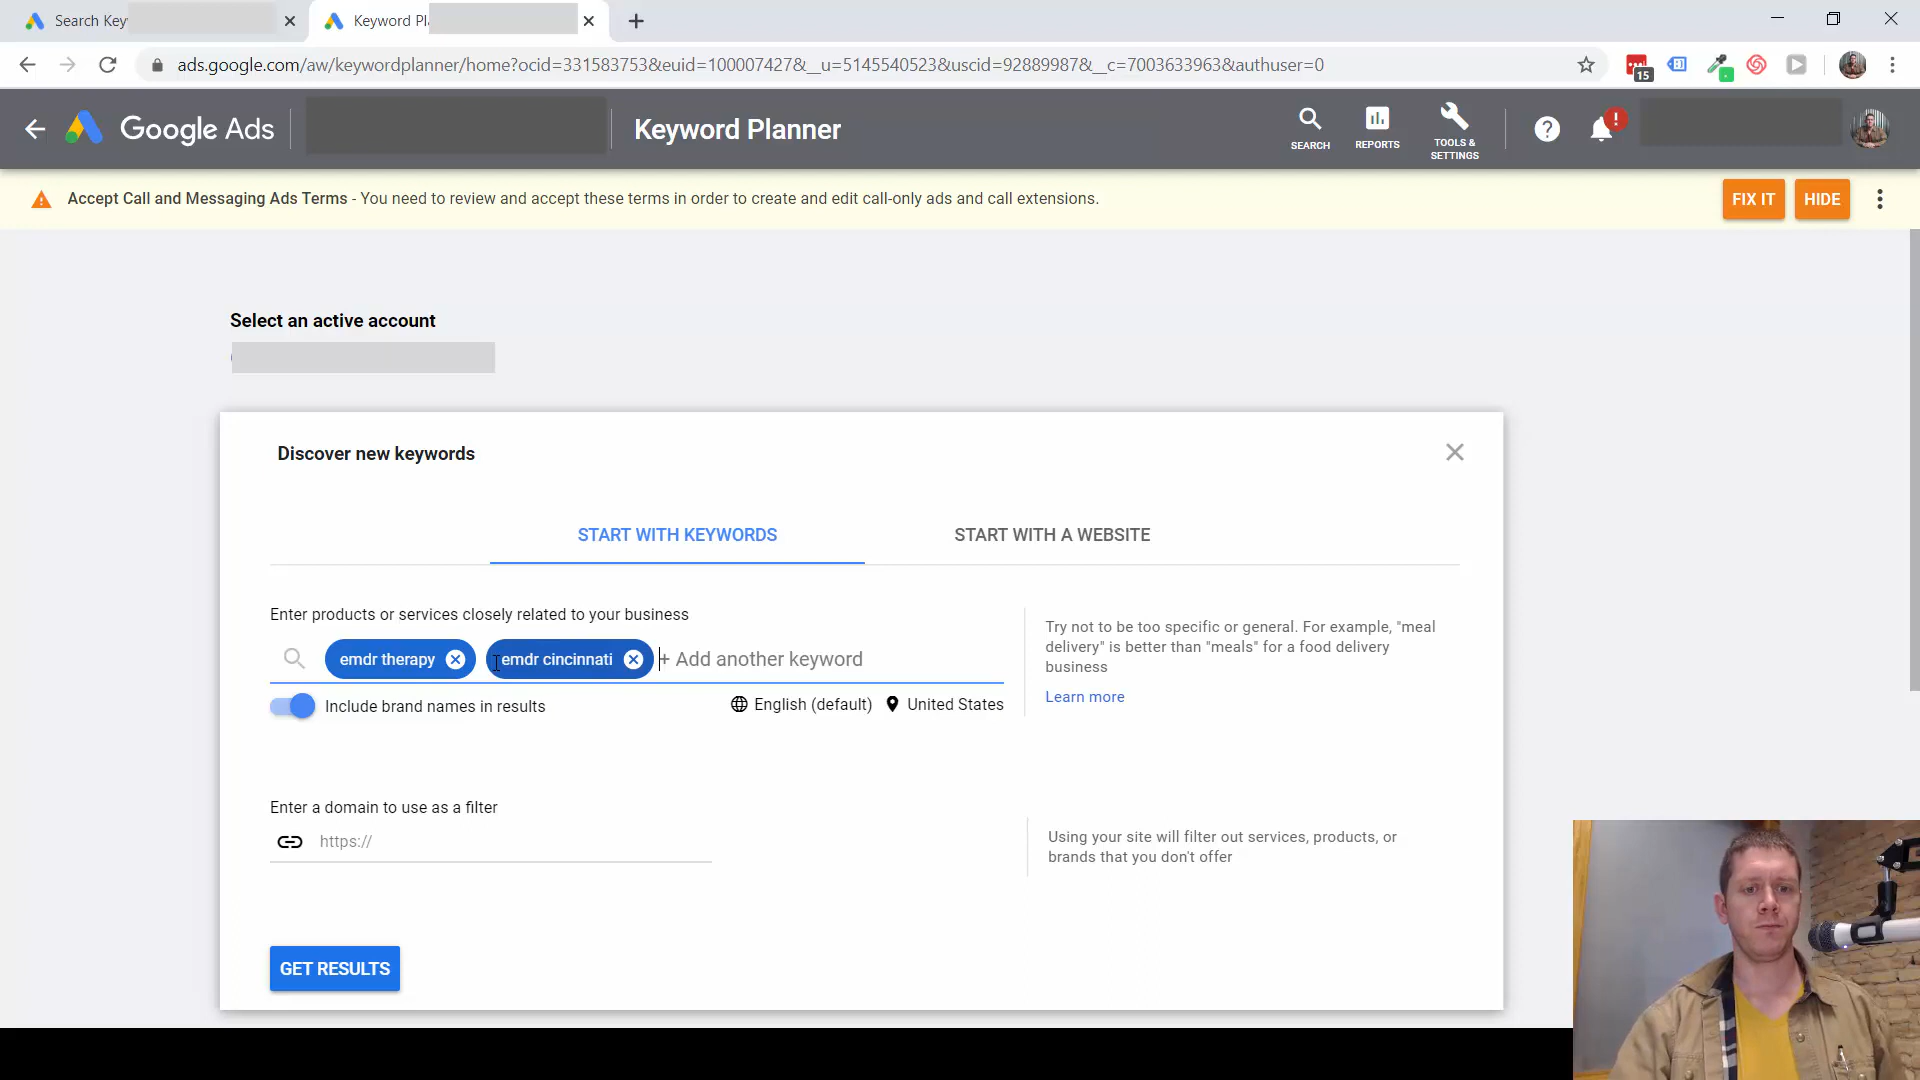 Search Key
Keyword Pl
ads.google.com/aw/keywordplanner/home?ocid=331583753&euid=100007427&__u=5145540523&uscid=92889987&__c=7003633963&authuser=0
15
Google Ads
Keyword Planner
SEARCH
REPORTS
TOOLS &
SETTINGS
?
!
Accept Call and Messaging Ads Terms - You need to review and accept these terms in order to create and edit call-only ads and call extensions.
FIX IT
HIDE
Select an active account
Discover new keywords
START WITH KEYWORDS
START WITH A WEBSITE
Enter products or services closely related to your business
emdr therapy
emdr cincinnati
+ Add another keyword
Include brand names in results
English (default)
United States
Try not to be too specific or general. For example, "meal
delivery" is better than "meals" for a food delivery
business
Learn more
Enter a domain to use as a filter
https://
Using your site will filter out services, products, or
brands that you don't offer
GET RESULTS